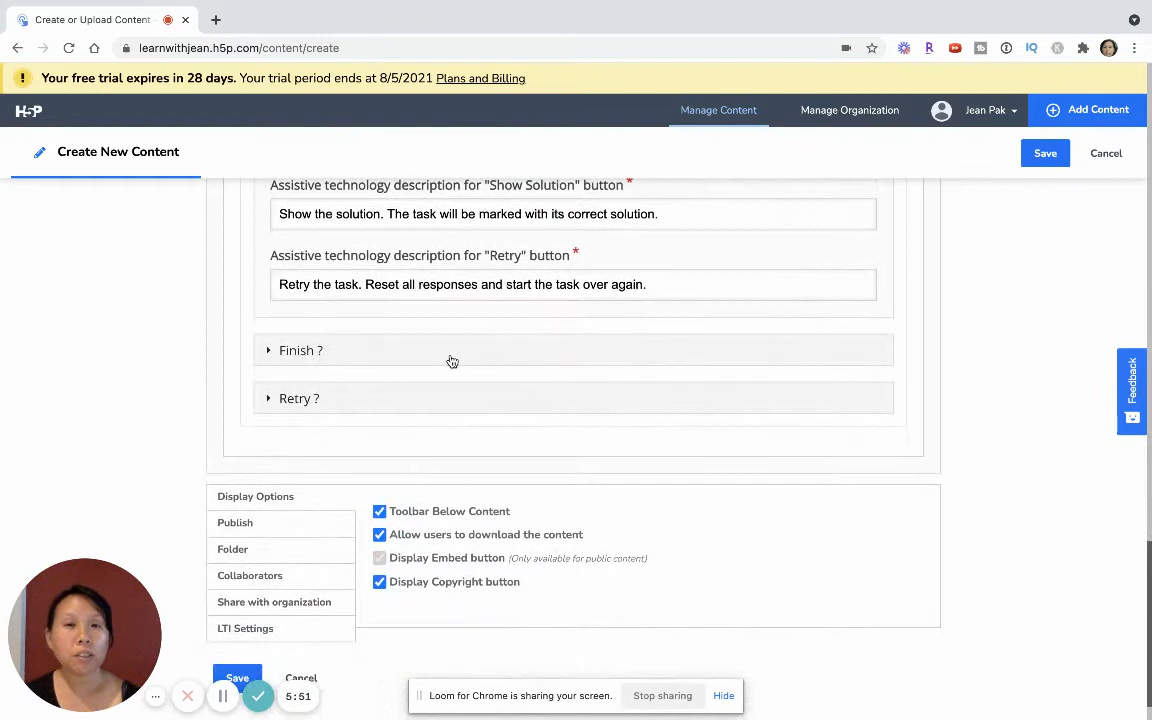 Create or Upload Content -
learnwithjean.h5p.com/content/create
Your free trial expires in 28 days. Your trial period ends at 8/5/2021 Plans and Billing
H5P
Manage Content
Manage Organization
Jean Pak
Add Content
Create New Content
Save
Cancel
Assistive technology description for "Show Solution" button *
Show the solution. The task will be marked with its correct solution.
Assistive technology description for "Retry" button *
Retry the task. Reset all responses and start the task over again.
Finish ?
Retry ?
Feedback
Display Options
Publish
Folder
Collaborators
Share with organization
LTI Settings
Toolbar Below Content
Allow users to download the content
Display Embed button (Only available for public content)
Display Copyright button
Save
Cancel
5:51
Loom for Chrome is sharing your screen.
Stop sharing
Hide